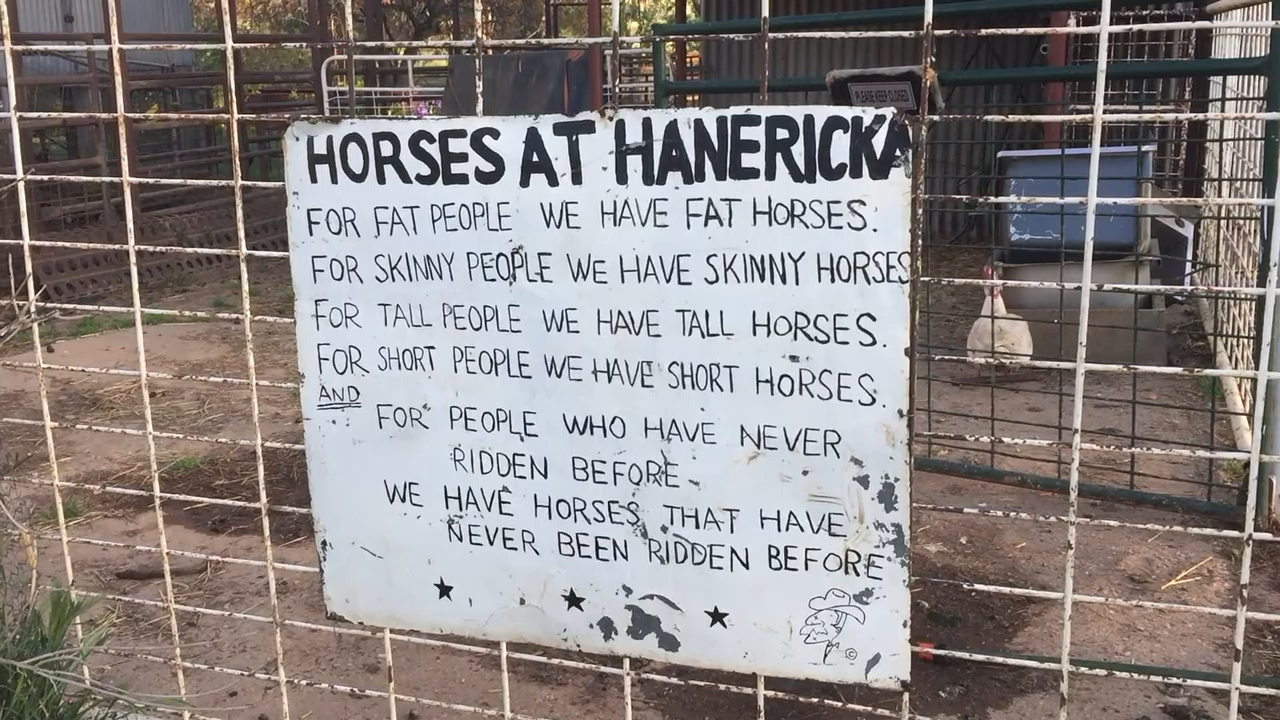 PLEASE KEEP CLOSED
HORSES AT HANERICKA
FOR FAT PEOPLE WE HAVE FAT HORSES.
FOR SKINNY PEOPLE WE HAVE SKINNY HORSES
FOR TALL PEOPLE WE HAVE TALL HORSES.
FOR SHORT PEOPLE WE HAVE SHORT HORSES.
AND
FOR PEOPLE WHO HAVE NEVER
RIDDEN BEFORE
WE HAVE HORSES THAT HAVE
NEVER BEEN RIDDEN BEFORE
©